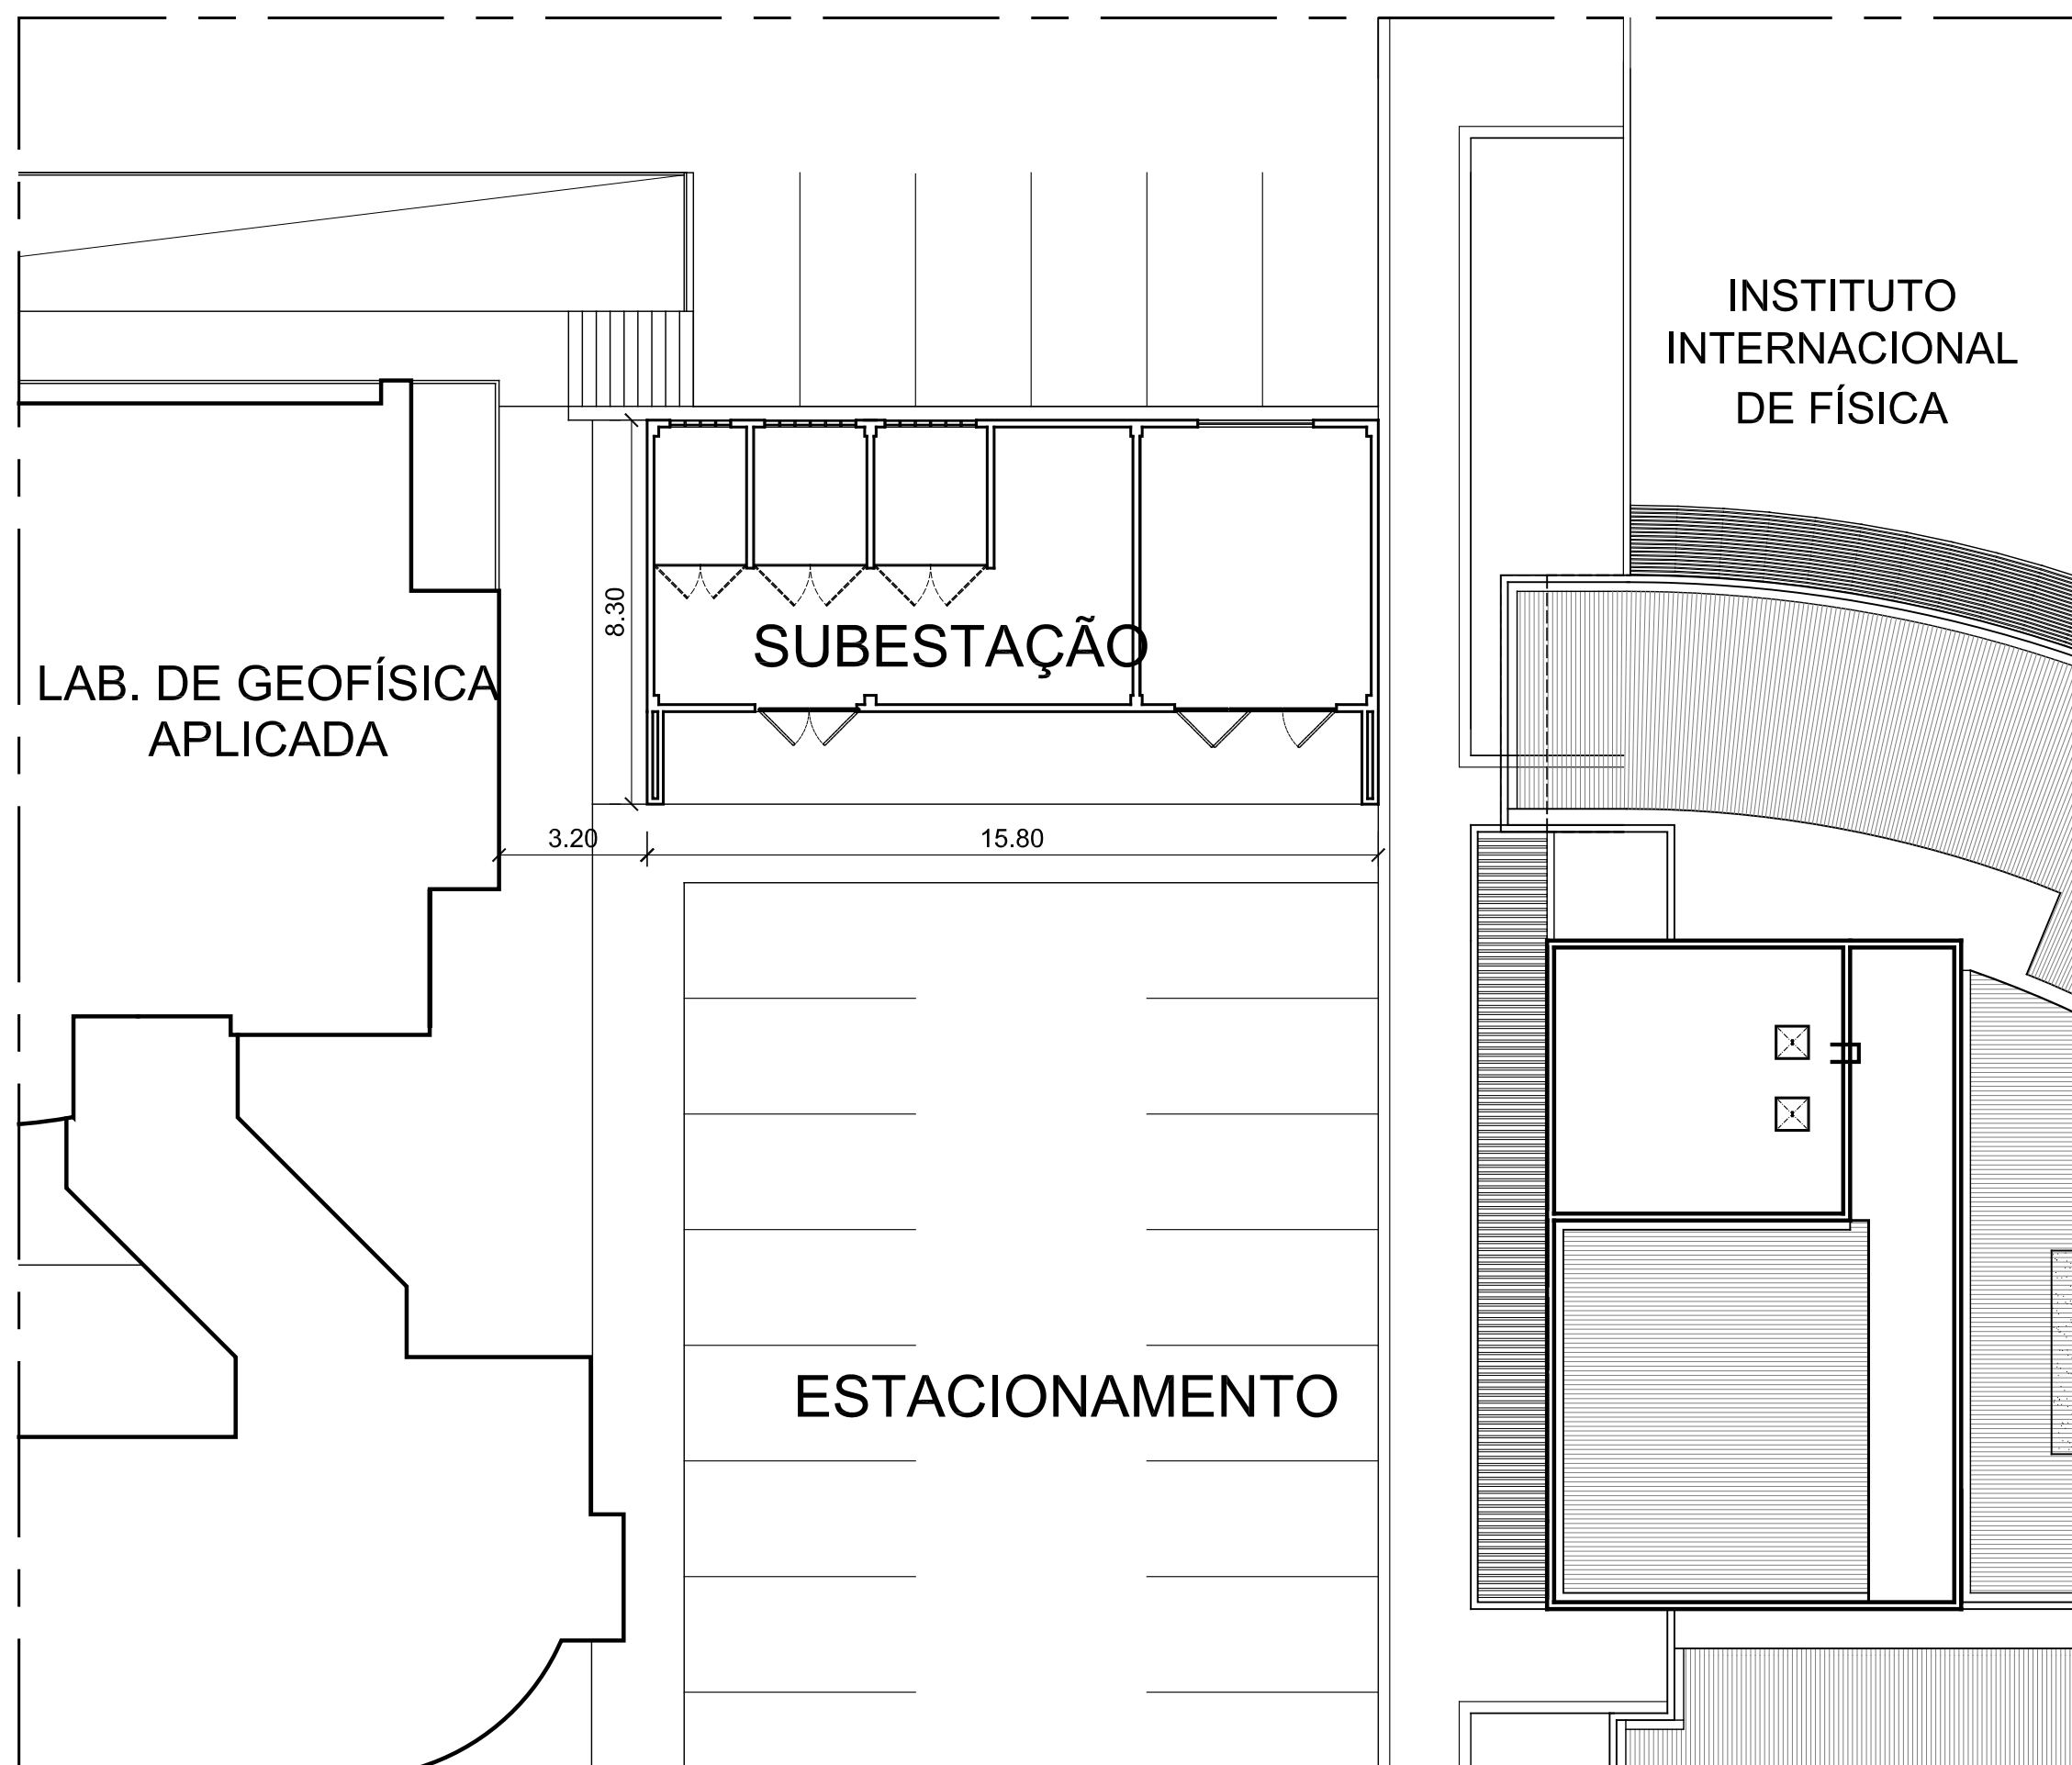 INSTITUTO
INTERNACIONAL
DE FÍSICA
8.30
SUBESTAÇÃO
LAB. DE GEOFÍSICA
APLICADA
3.20
15.80
ESTACIONAMENTO